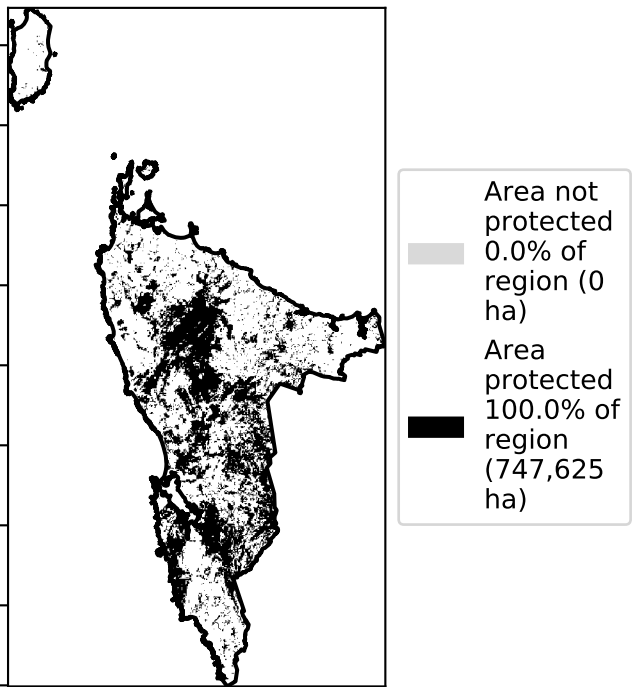 Area not
protected
0.0% of
region (0
ha)
Area
protected
100.0% of
region
(747,625
ha)